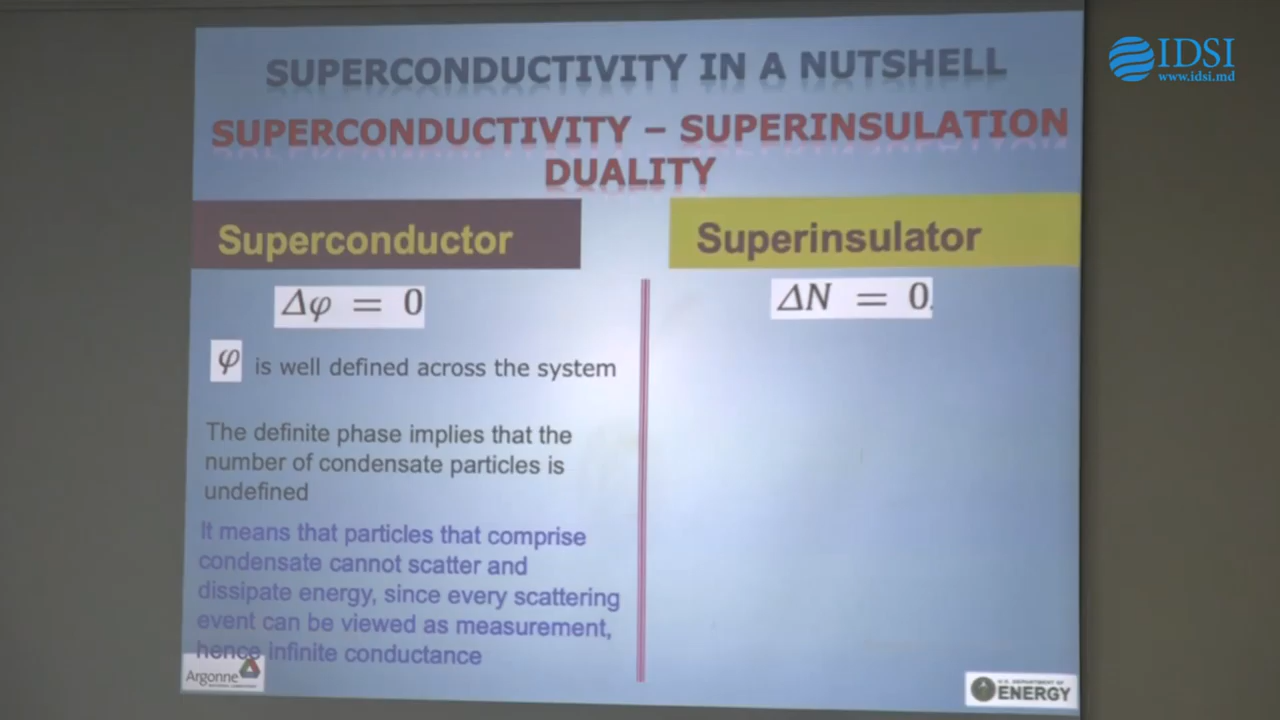 IDSI
www.idsi.md
SUPERCONDUCTIVITY IN A NUTSHELL
SUPERCONDUCTIVITY – SUPERINSULATION
DUALITY
Superconductor
Δφ = 0
φ is well defined across the system
The definite phase implies that the
number of condensate particles is
undefined
It means that particles that comprise
condensate cannot scatter and
dissipate energy, since every scattering
event can be viewed as measurement,
hence infinite conductance
Superinsulator
ΔN = 0.
Argonne
U.S. DEPARTMENT OF
ENERGY